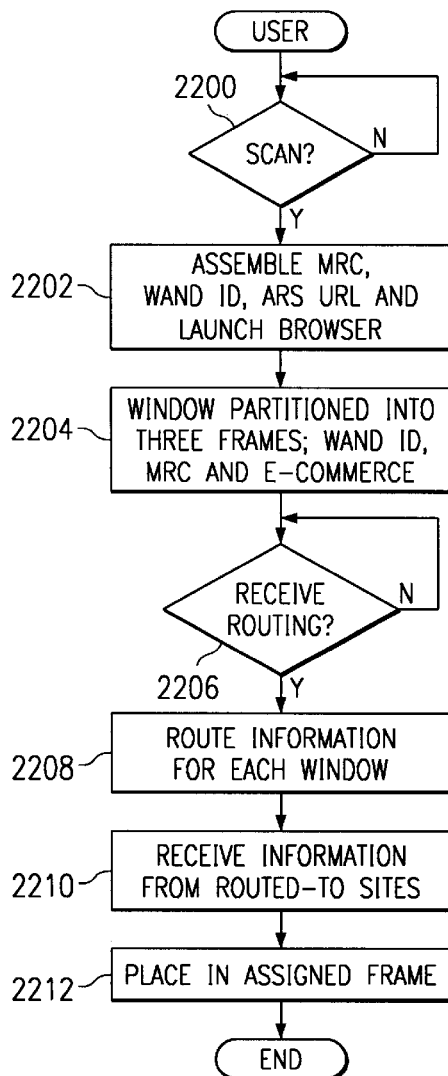 USER
2200
SCAN?
N
Y
2202
ASSEMBLE MRC,
WAND ID, ARS URL AND
LAUNCH BROWSER
2204
WINDOW PARTITIONED INTO
THREE FRAMES; WAND ID,
MRC AND E-COMMERCE
RECEIVE
ROUTING?
N
2206
Y
2208
ROUTE INFORMATION
FOR EACH WINDOW
2210
RECEIVE INFORMATION
FROM ROUTED-TO SITES
2212
PLACE IN ASSIGNED FRAME
END